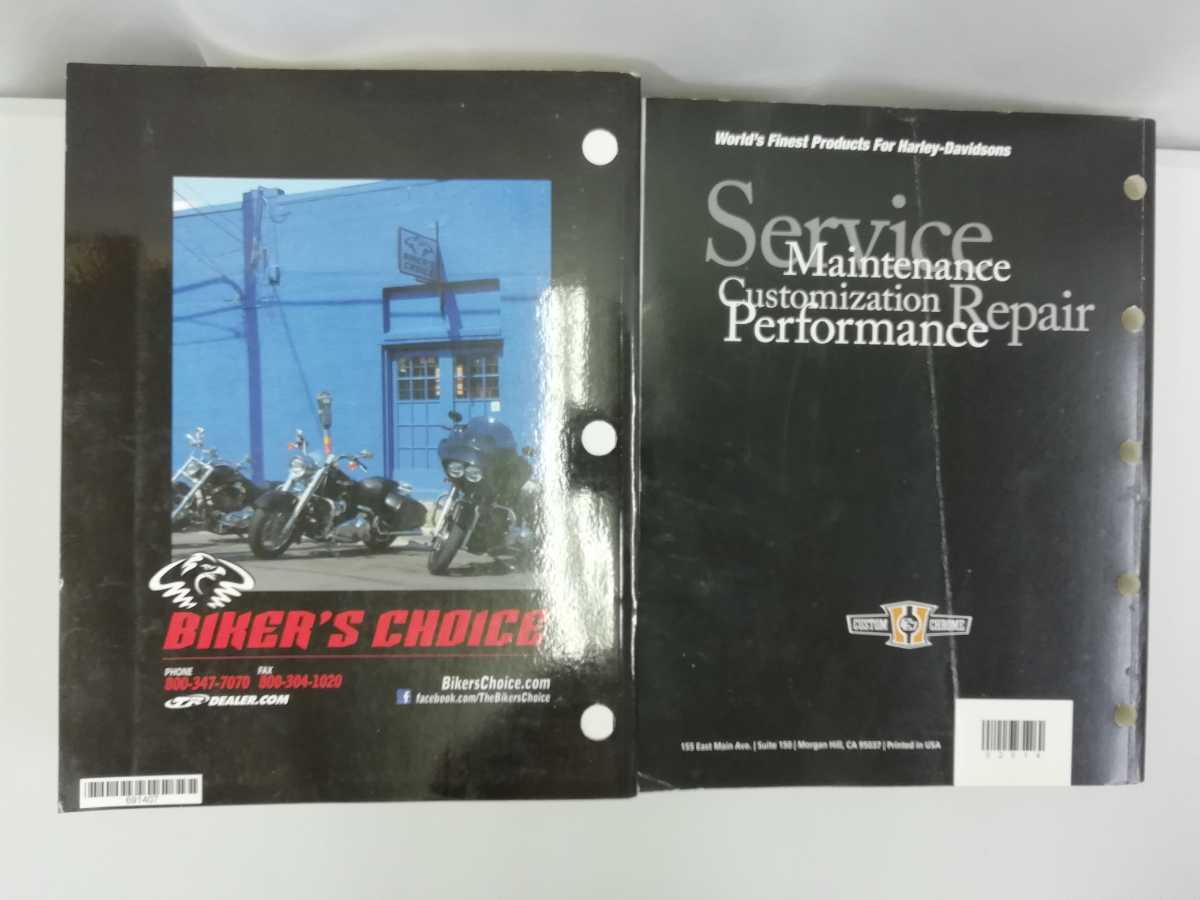 BIKER'S CHOICE
BIKER'S CHOICE
PHONE FAX
800-347-7070 800-304-1020
DEALER.COM
BikersChoice.com
facebook.com/TheBikersChoice
691407
World's Finest Products For Harley-Davidsons
Service
Maintenance
Customization Repair
Performance
CUSTOM CHROME
155 East Main Ave. | Suite 150 | Morgan Hill, CA 95037 | Printed in USA